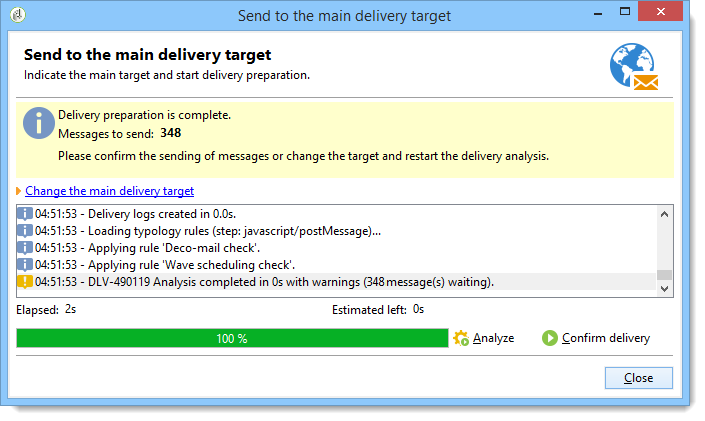 Send to the main delivery target
Send to the main delivery target
Indicate the main target and start delivery preparation.
Delivery preparation is complete.
Messages to send: 348
Please confirm the sending of messages or change the target and restart the delivery analysis.
Change the main delivery target
04:51:53 - Delivery logs created in 0.0s.
04:51:53 - Loading typology rules (step: javascript/postMessage)...
04:51:53 - Applying rule 'Deco-mail check'.
04:51:53 - Applying rule 'Wave scheduling check'.
04:51:53 - DLV-490119 Analysis completed in 0s with warnings (348 message(s) waiting).
Elapsed: 2s Estimated left: 0s
100 % Analyze Confirm delivery
Close